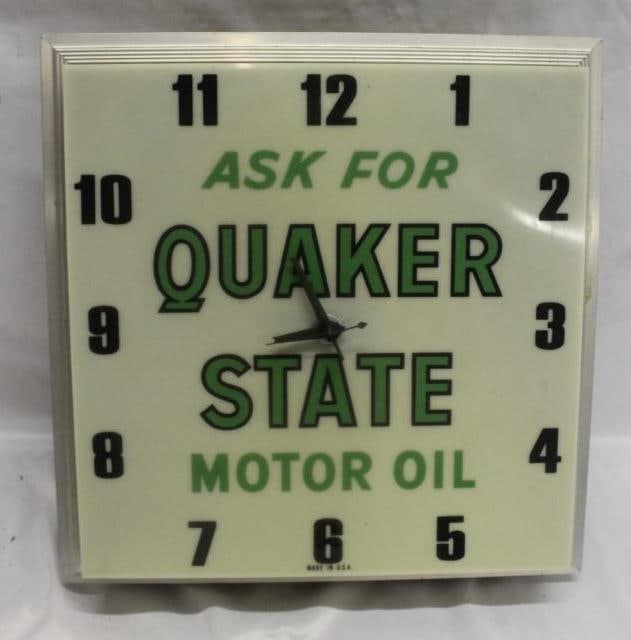 11 12 1
ASK FOR
10 2
QUAKER
9 3
STATE
8 4
MOTOR OIL
7 6 5
MADE IN U.S.A.